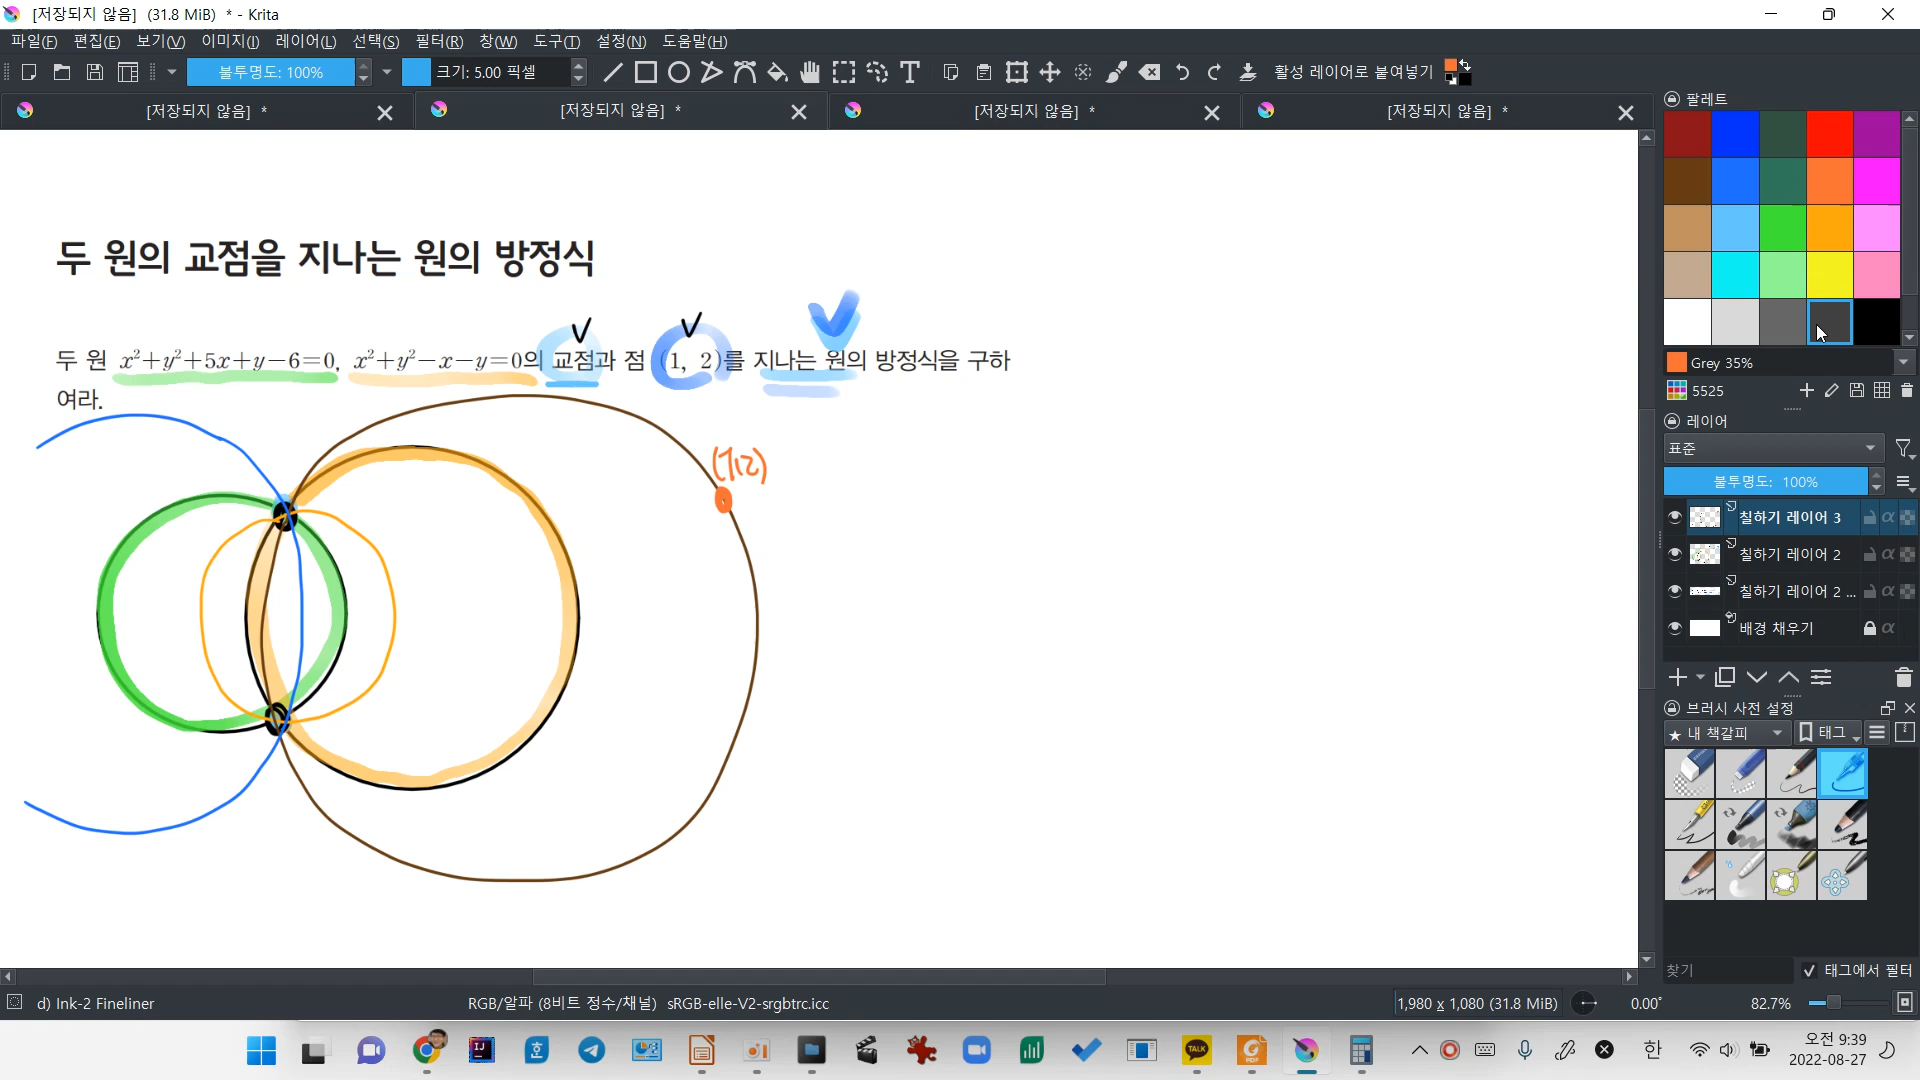 [저장되지 않음] (31.8 MiB) * - Krita
파일(F) 편집(E) 보기(V) 이미지(I) 레이어(L) 선택(S) 필터(R) 창(W) 도구(T) 설정(N) 도움말(H)
불투명도: 100% 크기: 5.00 픽셀 활성 레이어로 붙여넣기
[저장되지 않음] * [저장되지 않음] * [저장되지 않음] * [저장되지 않음] *
두 원의 교점을 지나는 원의 방정식
두 원 x²+y²+5x+y−6=0, x²+y²−x−y=0의 교점과 점 (1, 2)를 지나는 원의 방정식을 구하
여라.
(1,2)
팔레트
Grey 35%
5525
레이어
표준
불투명도: 100%
칠하기 레이어 3
칠하기 레이어 2
칠하기 레이어 2 ...
배경 채우기
브러시 사전 설정
★ 내 책갈피 태그
찾기 태그에서 필터
d) Ink-2 Fineliner RGB/알파 (8비트 정수/채널) sRGB-elle-V2-srgbtrc.icc 1,980 x 1,080 (31.8 MiB) 0.00° 82.7%
IJ 훈 TALK PDF 한
오전 9:39
2022-08-27